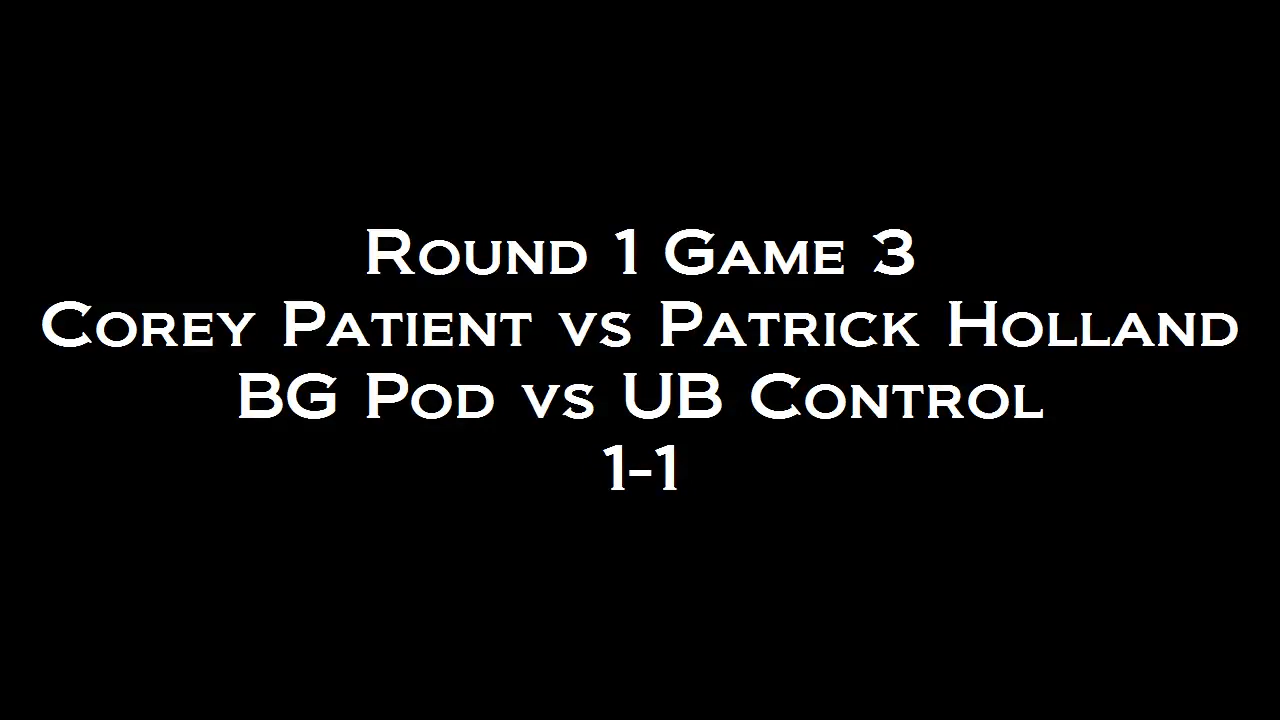 Round 1 Game 3
Corey Patient vs Patrick Holland
BG Pod vs UB Control
1-1